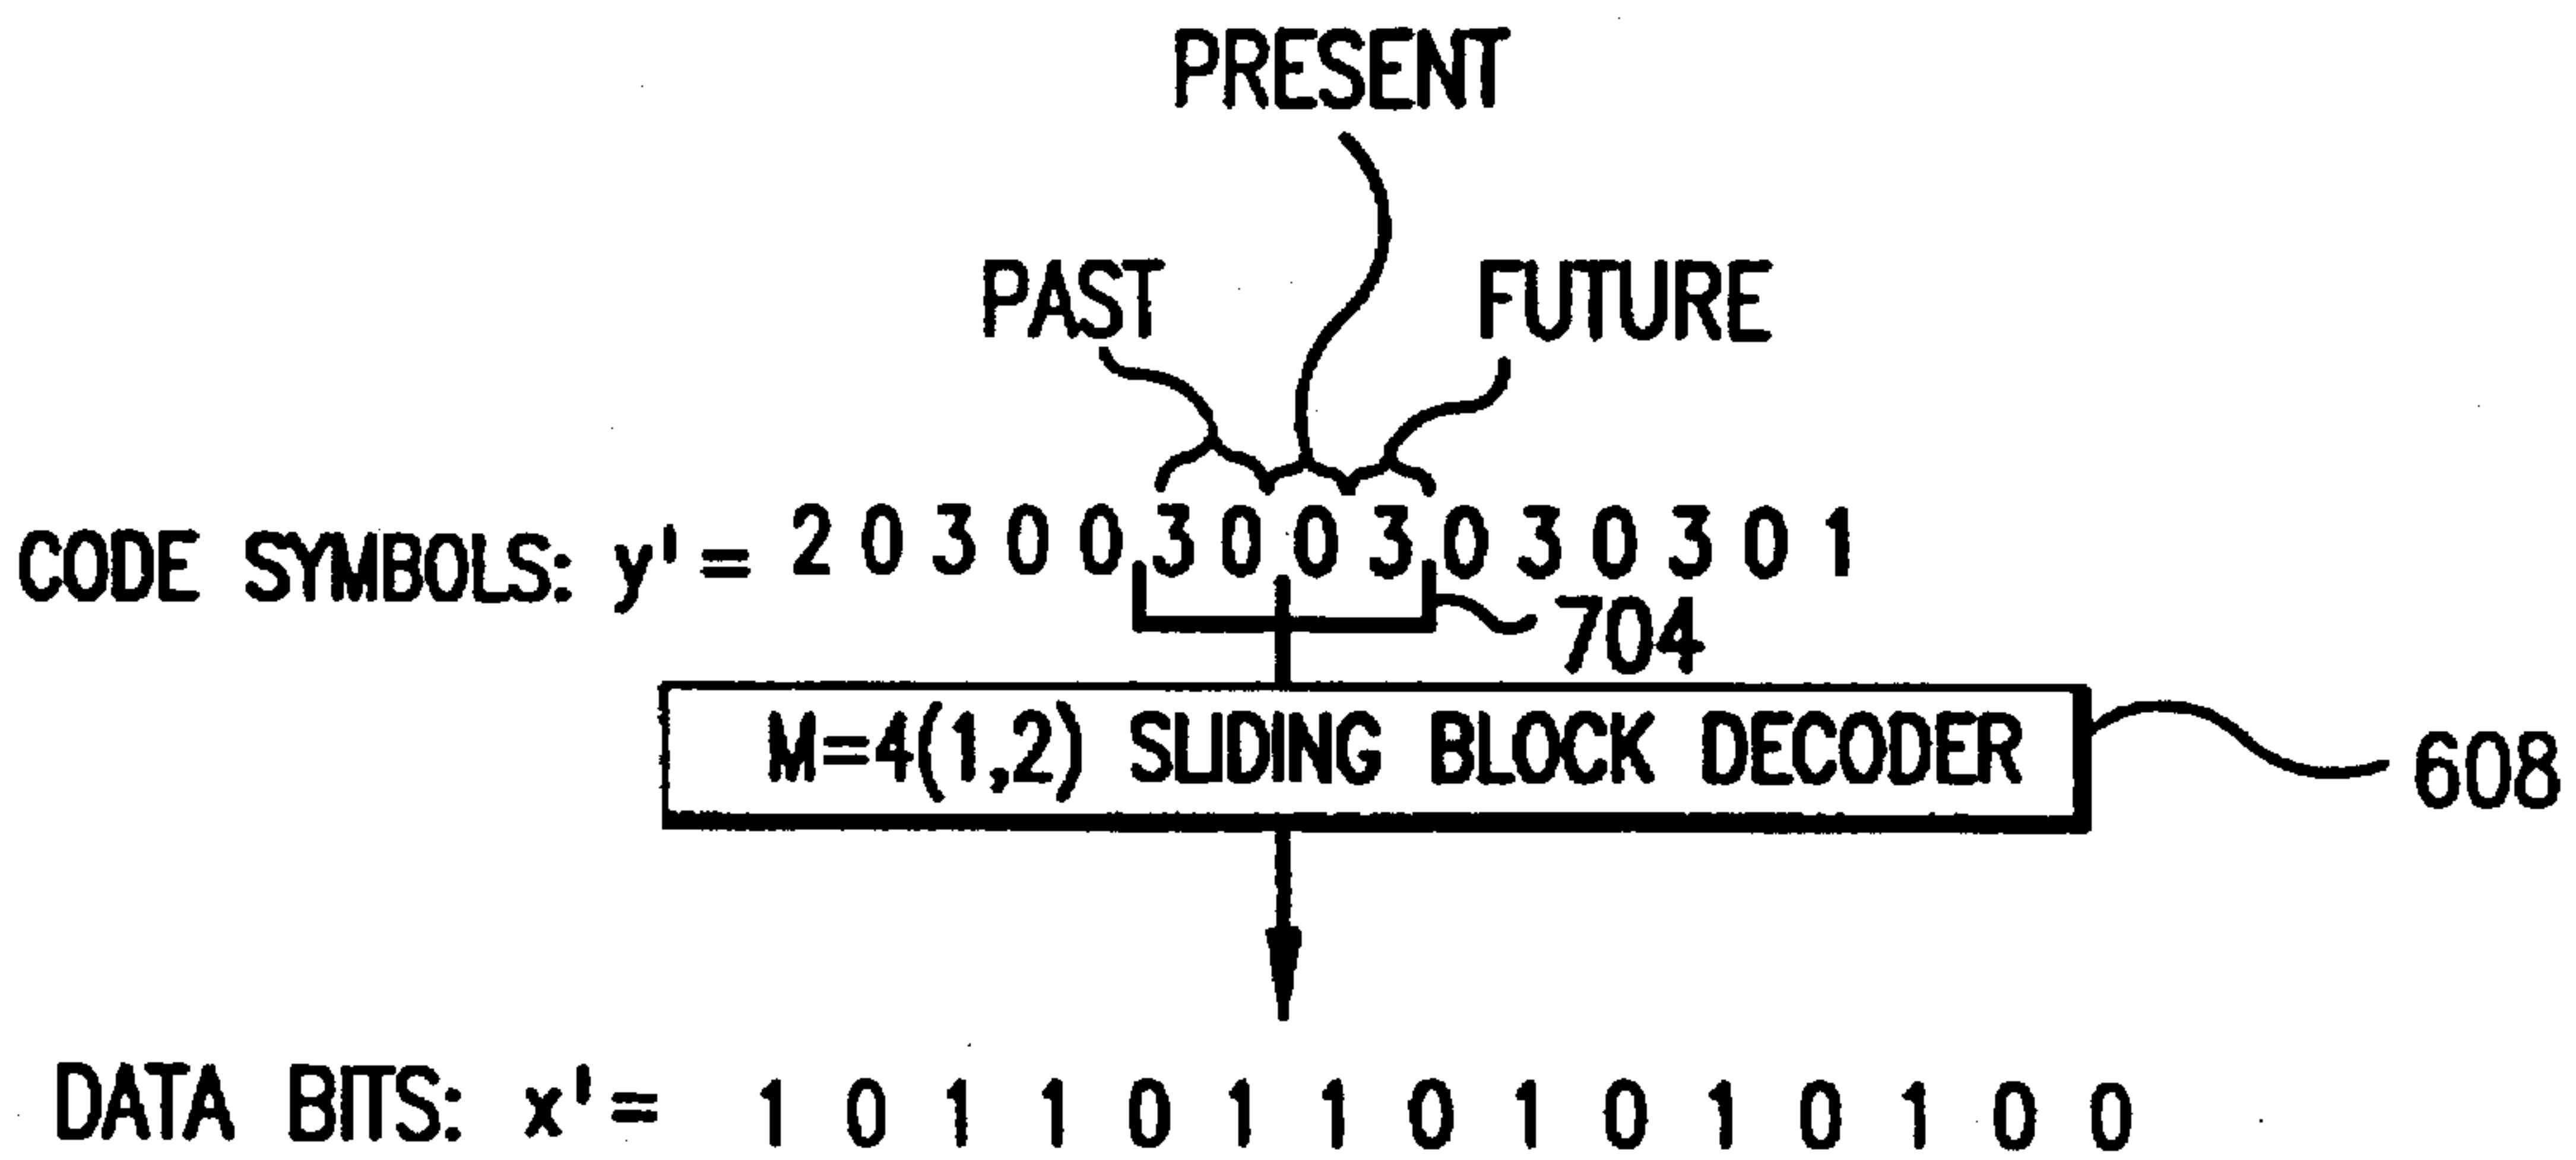 PRESENT
PAST FUTURE
CODE SYMBOLS: y' = 2 0 3 0 0 3 0 0 3 0 3 0 3 0 1
704
M=4(1,2) SLIDING BLOCK DECODER
608
DATA BITS: x' = 1 0 1 1 0 1 1 0 1 0 1 0 1 0 0